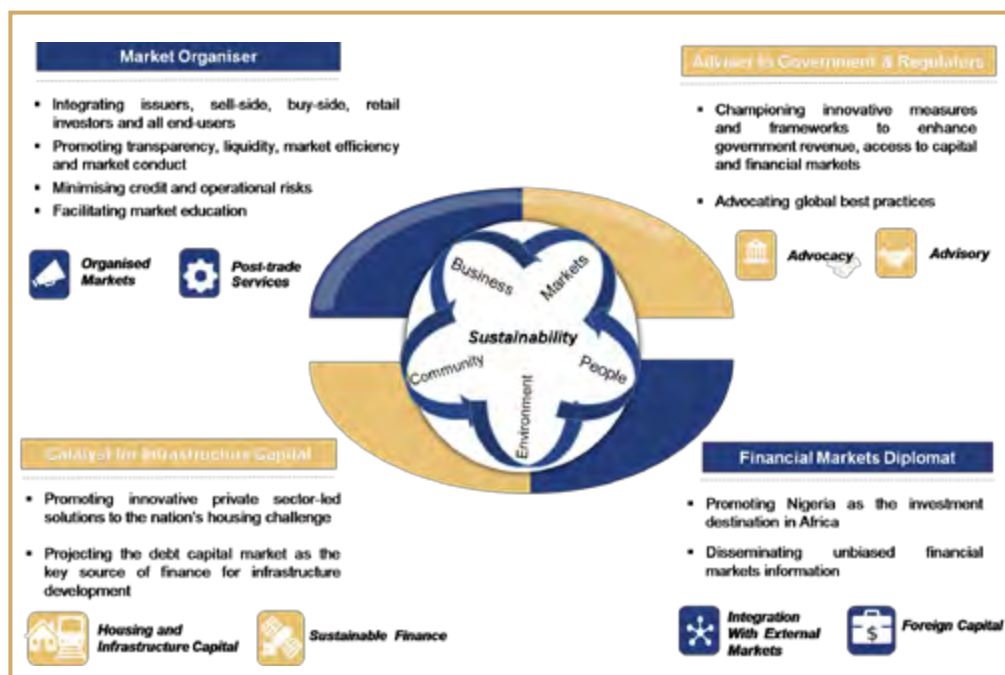 Market Organiser
▪ Integrating issuers, sell-side, buy-side, retail
investors and all end-users
▪ Promoting transparency, liquidity, market efficiency
and market conduct
▪ Minimising credit and operational risks
▪ Facilitating market education
Organised
Markets
Post-trade
Services
Adviser to Government & Regulators
▪ Championing innovative measures
and frameworks to enhance
government revenue, access to capital
and financial markets
▪ Advocating global best practices
Advocacy
Advisory
Business
Markets
Sustainability
Community
People
Environment
Catalyst for Infrastructure Capital
▪ Promoting innovative private sector-led
solutions to the nation's housing challenge
▪ Projecting the debt capital market as the
key source of finance for infrastructure
development
Housing and
Infrastructure Capital
Sustainable Finance
Financial Markets Diplomat
▪ Promoting Nigeria as the investment
destination in Africa
▪ Disseminating unbiased financial
markets information
Integration
With External
Markets
$
Foreign Capital